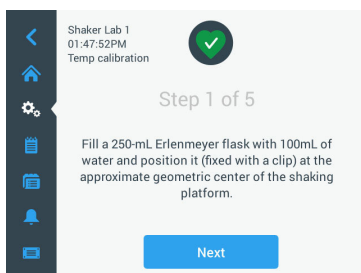 Shaker Lab 1
01:47:52PM
Temp calibration
Step 1 of 5
Fill a 250-mL Erlenmeyer flask with 100mL of
water and position it (fixed with a clip) at the
approximate geometric center of the shaking
platform.
Next